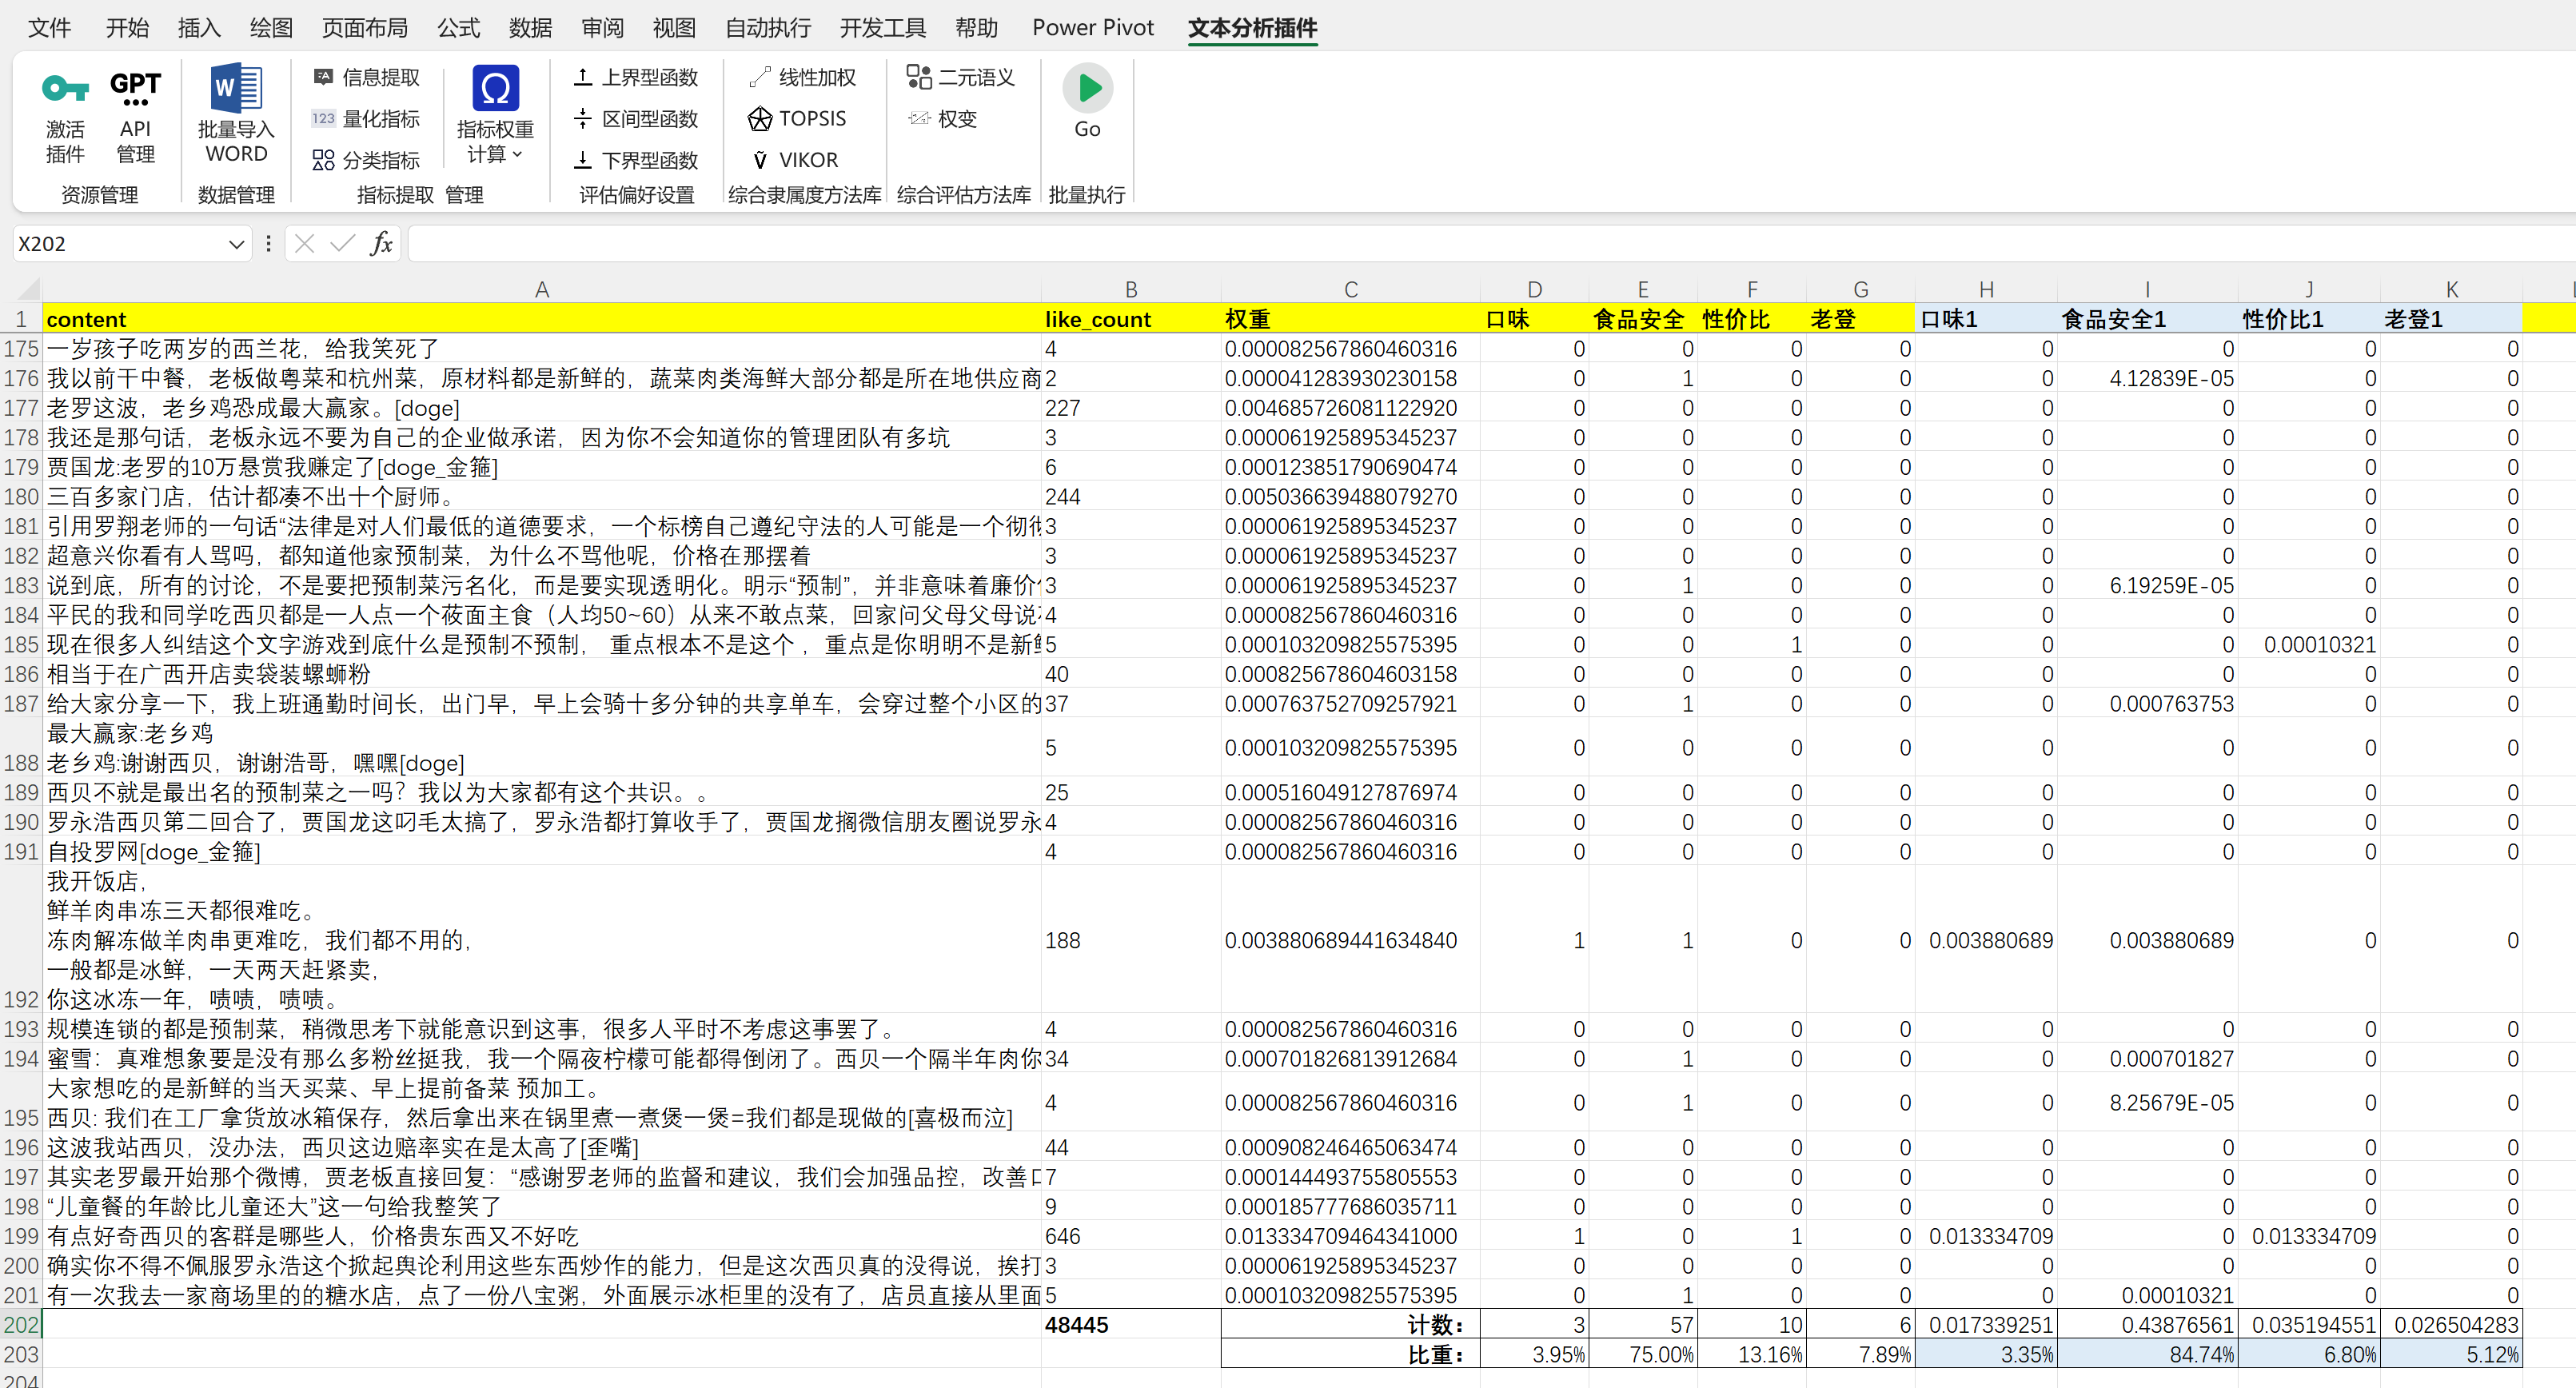 文件 开始 插入 绘图 页面布局 公式 数据 审阅 视图 自动执行 开发工具 帮助 Power Pivot 文本分析插件
激活插件 GPT API管理 W 批量导入WORD 信息提取 指标权重计算 上界型函数 线性加权 二元语义 Go
123 量化指标 Ω 区间型函数 TOPSIS 权变
分类指标 下界型函数 VIKOR
资源管理 数据管理 指标提取 管理 评估偏好设置 综合隶属度方法库 综合评估方法库 批量执行
X202 fx
A B C D E F G H I J K
1 content like_count 权重 口味 食品安全 性价比 老登 口味1 食品安全1 性价比1 老登1
175 一岁孩子吃两岁的西兰花，给我笑死了 4 0.000082567860460316 0 0 0 0 0 0 0 0
176 我以前干中餐，老板做粤菜和杭州菜，原材料都是新鲜的，蔬菜肉类海鲜大部分都是所在地供应商 2 0.000041283930230158 0 1 0 0 0 4.12839E-05 0 0
177 老罗这波，老乡鸡恐成最大赢家。[doge] 227 0.004685726081122920 0 0 0 0 0 0 0 0
178 我还是那句话，老板永远不要为自己的企业做承诺，因为你不会知道你的管理团队有多坑 3 0.000061925895345237 0 0 0 0 0 0 0 0
179 贾国龙:老罗的10万悬赏我赚定了[doge_金箍] 6 0.000123851790690474 0 0 0 0 0 0 0 0
180 三百多家门店，估计都凑不出十个厨师。 244 0.005036639488079270 0 0 0 0 0 0 0 0
181 引用罗翔老师的一句话“法律是对人们最低的道德要求，一个标榜自己遵纪守法的人可能是一个彻 3 0.000061925895345237 0 0 0 0 0 0 0 0
182 超意兴你看有人骂吗，都知道他家预制菜，为什么不骂他呢，价格在那摆着 3 0.000061925895345237 0 0 0 0 0 0 0 0
183 说到底，所有的讨论，不是要把预制菜污名化，而是要实现透明化。明示“预制”，并非意味着廉价 3 0.000061925895345237 0 1 0 0 0 6.19259E-05 0 0
184 平民的我和同学吃西贝都是一人点一个莜面主食（人均50~60）从来不敢点菜，回家问父母父母说 4 0.000082567860460316 0 0 0 0 0 0 0 0
185 现在很多人纠结这个文字游戏到底什么是预制不预制， 重点根本不是这个 ，重点是你明明不是新 5 0.000103209825575395 0 0 1 0 0 0 0.00010321 0
186 相当于在广西开店卖袋装螺蛳粉 40 0.000825678604603158 0 0 0 0 0 0 0 0
187 给大家分享一下，我上班通勤时间长，出门早，早上会骑十多分钟的共享单车，会穿过整个小区的 37 0.000763752709257921 0 1 0 0 0 0.000763753 0 0
最大赢家:老乡鸡
188 老乡鸡:谢谢西贝，谢谢浩哥，嘿嘿[doge] 5 0.000103209825575395 0 0 0 0 0 0 0 0
189 西贝不就是最出名的预制菜之一吗？我以为大家都有这个共识。。 25 0.000516049127876974 0 0 0 0 0 0 0 0
190 罗永浩西贝第二回合了，贾国龙这叼毛太搞了，罗永浩都打算收手了，贾国龙搁微信朋友圈说罗永 4 0.000082567860460316 0 0 0 0 0 0 0 0
191 自投罗网[doge_金箍] 4 0.000082567860460316 0 0 0 0 0 0 0 0
我开饭店，
鲜羊肉串冻三天都很难吃。
冻肉解冻做羊肉串更难吃，我们都不用的， 188 0.003880689441634840 1 1 0 0 0.003880689 0.003880689 0 0
一般都是冰鲜，一天两天赶紧卖，
192 你这冰冻一年，啧啧，啧啧。
193 规模连锁的都是预制菜，稍微思考下就能意识到这事，很多人平时不考虑这事罢了。 4 0.000082567860460316 0 0 0 0 0 0 0 0
194 蜜雪：真难想象要是没有那么多粉丝挺我，我一个隔夜柠檬可能都得倒闭了。西贝一个隔半年肉你 34 0.000701826813912684 0 1 0 0 0 0.000701827 0 0
大家想吃的是新鲜的当天买菜、早上提前备菜 预加工。
195 西贝: 我们在工厂拿货放冰箱保存，然后拿出来在锅里煮一煮煲一煲=我们都是现做的[喜极而泣] 4 0.000082567860460316 0 1 0 0 0 8.25679E-05 0 0
196 这波我站西贝，没办法，西贝这边赔率实在是太高了[歪嘴] 44 0.000908246465063474 0 0 0 0 0 0 0 0
197 其实老罗最开始那个微博，贾老板直接回复：“感谢罗老师的监督和建议，我们会加强品控，改善 7 0.000144493755805553 0 0 0 0 0 0 0 0
198 “儿童餐的年龄比儿童还大”这一句给我整笑了 9 0.000185777686035711 0 0 0 0 0 0 0 0
199 有点好奇西贝的客群是哪些人，价格贵东西又不好吃 646 0.013334709464341000 1 0 1 0 0.013334709 0 0.013334709 0
200 确实你不得不佩服罗永浩这个掀起舆论利用这些东西炒作的能力，但是这次西贝真的没得说，挨打 3 0.000061925895345237 0 0 0 0 0 0 0 0
201 有一次我去一家商场里的的糖水店，点了一份八宝粥，外面展示冰柜里的没有了，店员直接从里面 5 0.000103209825575395 0 1 0 0 0 0.00010321 0 0
202 48445 计数： 3 57 10 6 0.017339251 0.43876561 0.035194551 0.026504283
203 比重： 3.95% 75.00% 13.16% 7.89% 3.35% 84.74% 6.80% 5.12%
204